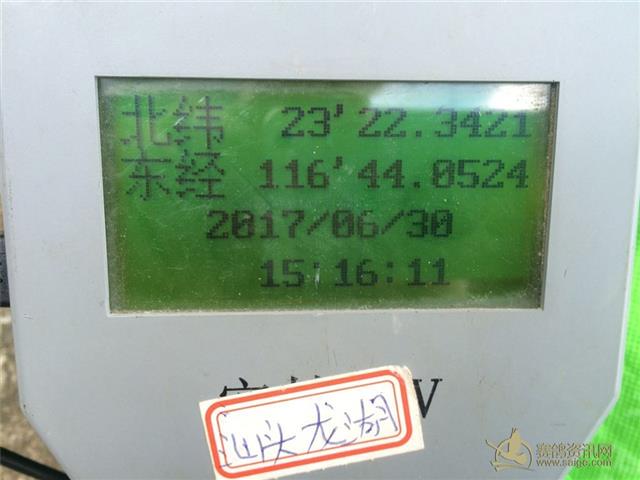 北纬 23'22.3421
东经 116'44.0524
2017/06/30
15:16:11
V
汕头龙湖
赛鸽资讯网
www.saige.com